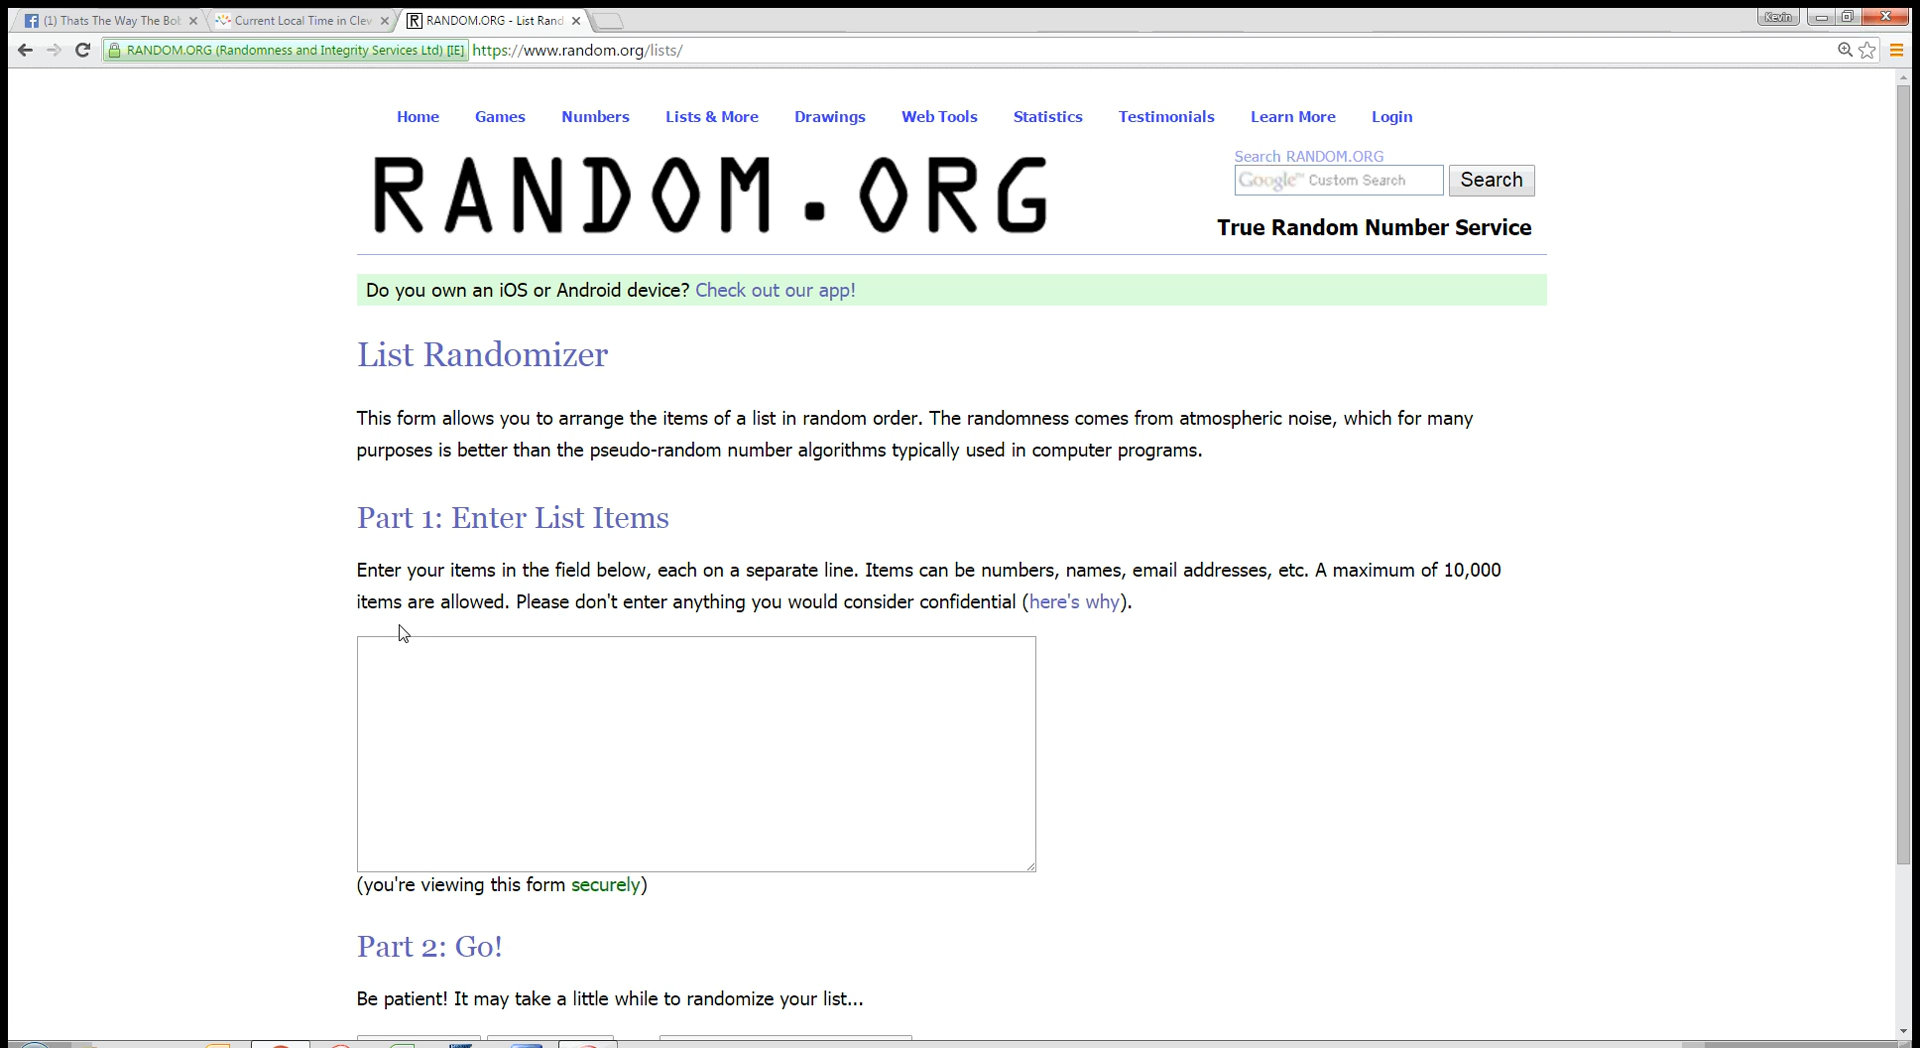 (1) Thats The Way The Bob
Current Local Time in Clev
RANDOM.ORG - List Rand
Kevin
RANDOM.ORG (Randomness and Integrity Services Ltd) [IE]
https://www.random.org/lists/
Home Games Numbers Lists & More Drawings Web Tools Statistics Testimonials Learn More Login
RANDOM.ORG
Search RANDOM.ORG
Google™ Custom Search
Search
True Random Number Service
Do you own an iOS or Android device? Check out our app!
List Randomizer
This form allows you to arrange the items of a list in random order. The randomness comes from atmospheric noise, which for many
purposes is better than the pseudo-random number algorithms typically used in computer programs.
Part 1: Enter List Items
Enter your items in the field below, each on a separate line. Items can be numbers, names, email addresses, etc. A maximum of 10,000
items are allowed. Please don't enter anything you would consider confidential (here's why).
(you're viewing this form securely)
Part 2: Go!
Be patient! It may take a little while to randomize your list...